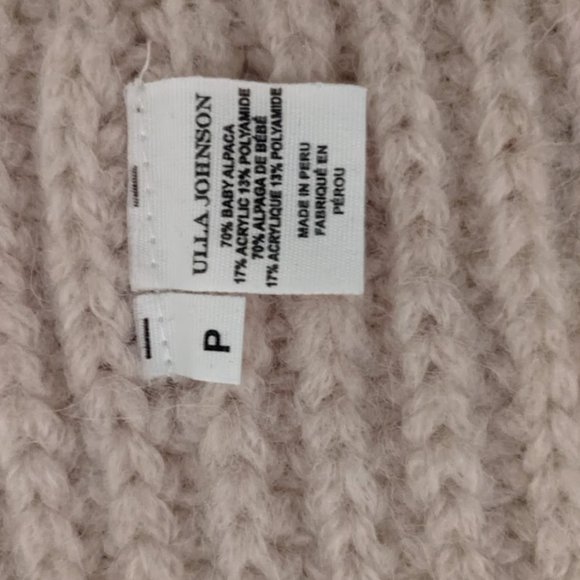 ULLA JOHNSON
70% BABY ALPACA
17% ACRYLIC 13% POLYAMIDE
70% ALPAGA DE BÉBÉ
17% ACRYLIQUE 13% POLYAMIDE
MADE IN PERU
FABRIQUÉ EN
PÉROU
P